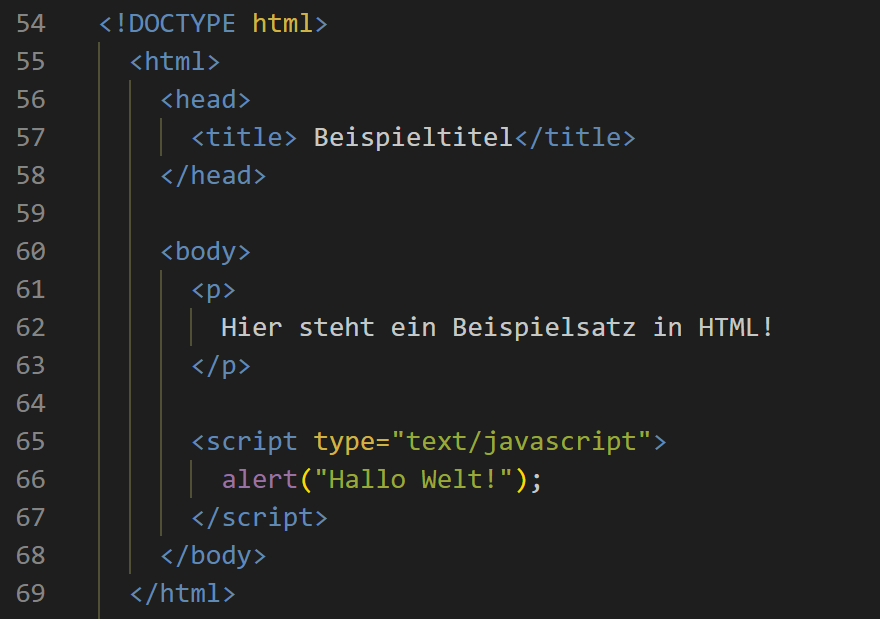 54 <!DOCTYPE html>
55 <html>
56 <head>
57 <title> Beispieltitel</title>
58 </head>
59
60 <body>
61 <p>
62 Hier steht ein Beispielsatz in HTML!
63 </p>
64
65 <script type="text/javascript">
66 alert("Hallo Welt!");
67 </script>
68 </body>
69 </html>